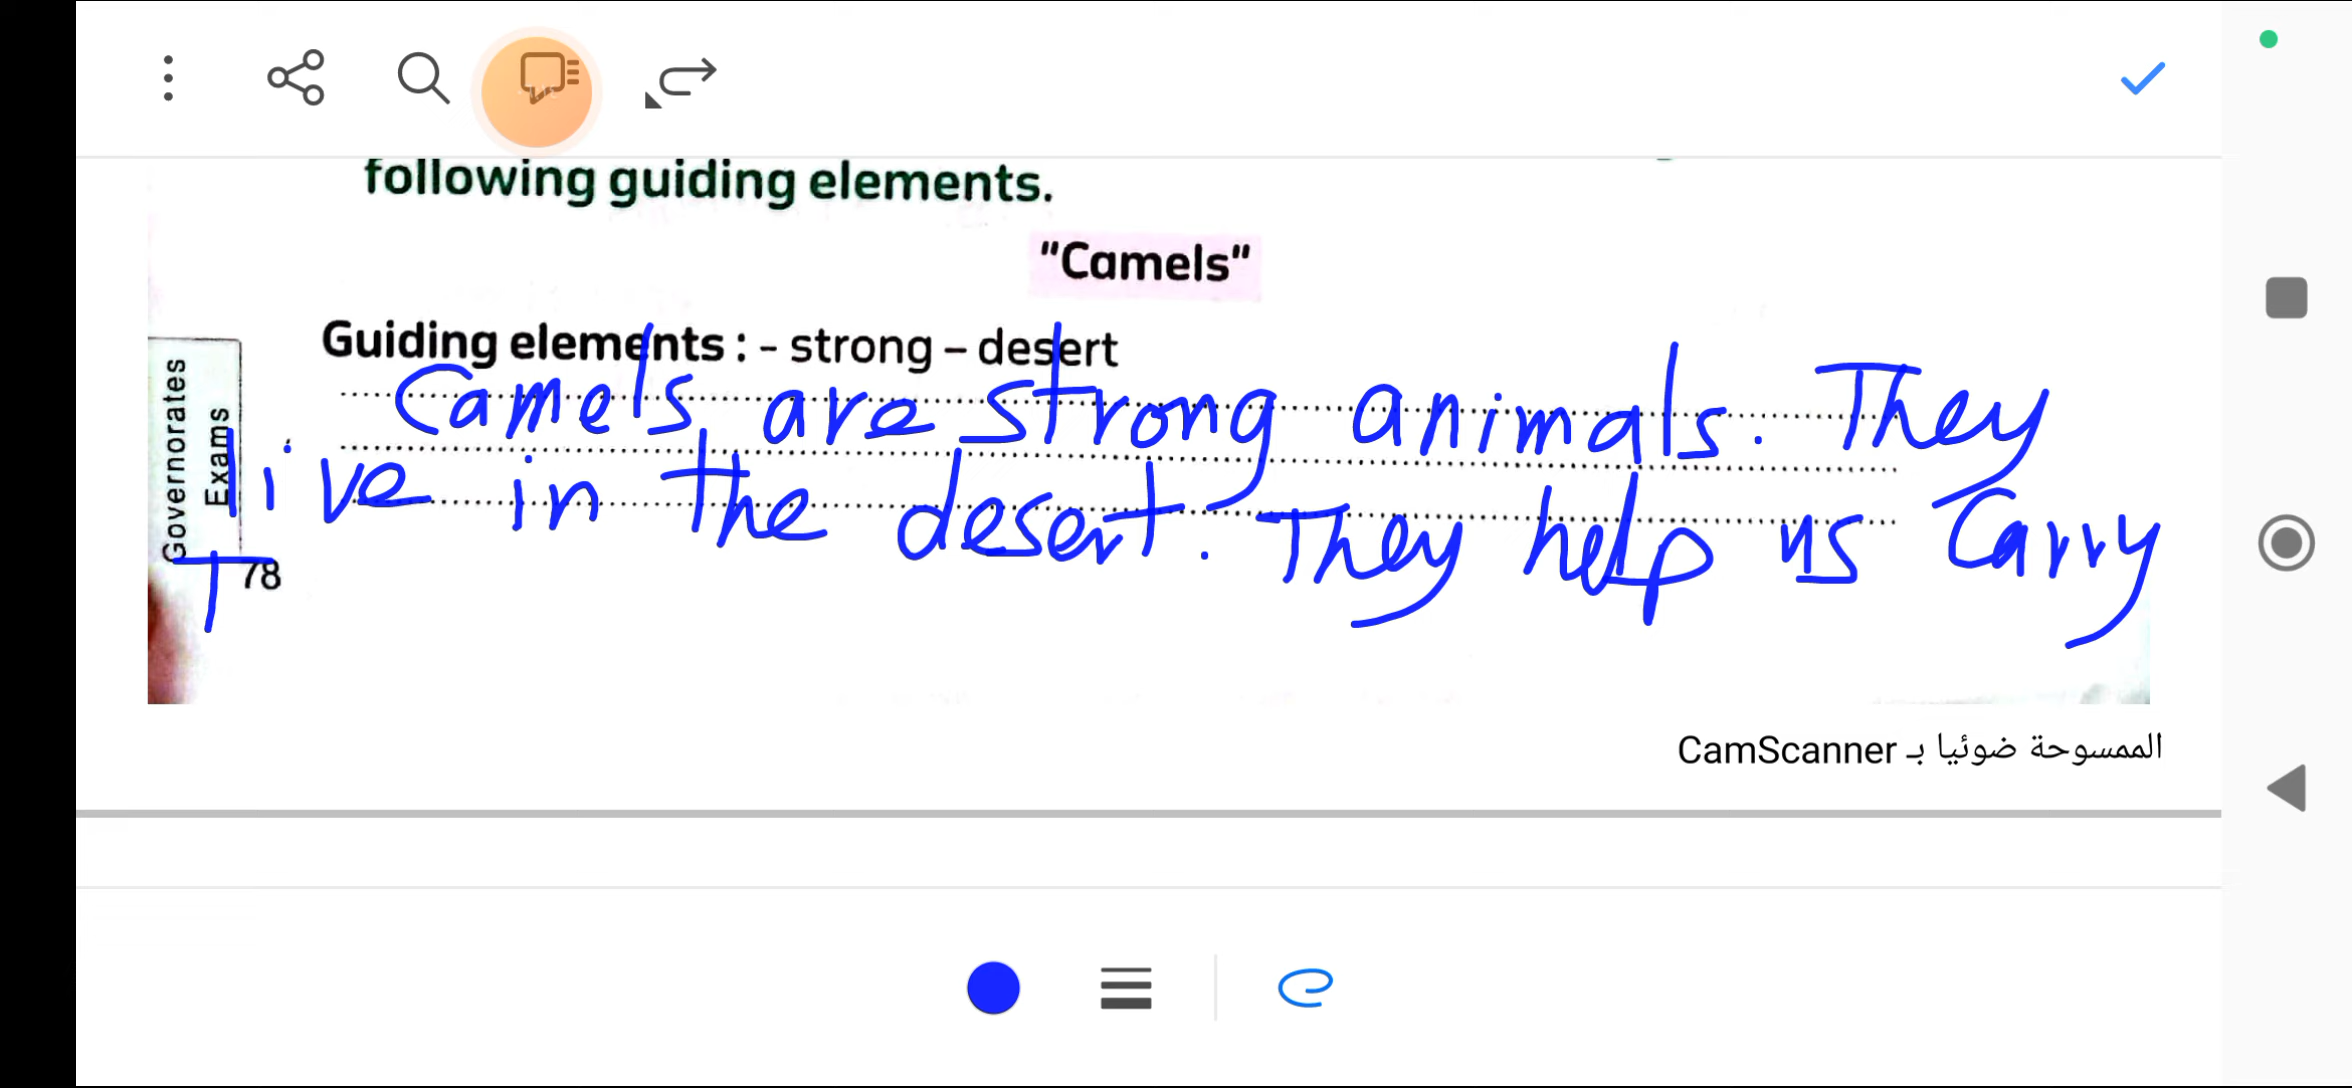 following guiding elements.
"Camels"
Guiding elements : - strong – desert
Camels are strong animals. They
live in the desert. They help us carry
T
Governorates
Exams
78
الممسوحة ضوئيا بـ CamScanner